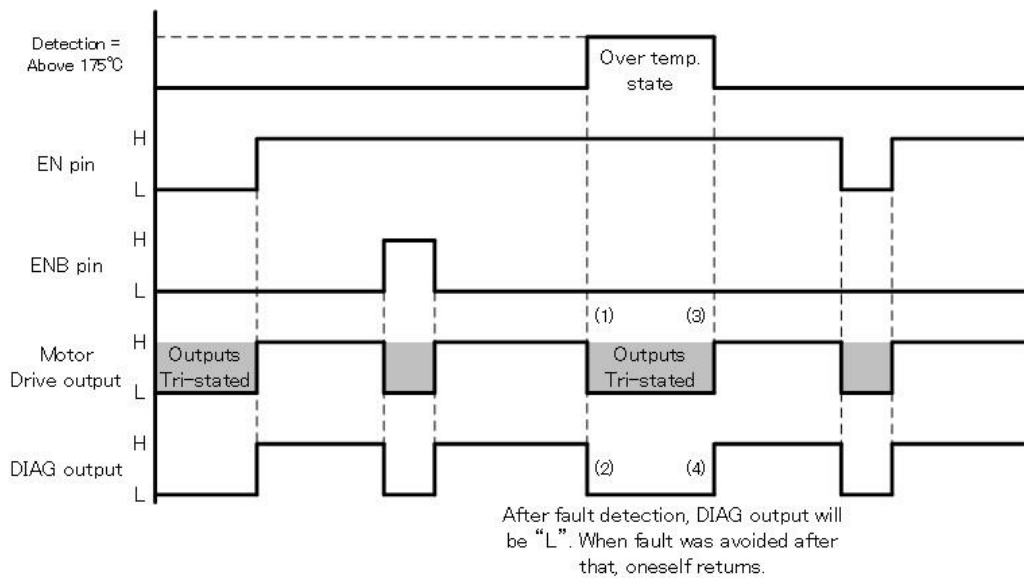 Detection =
Above 175℃
Over temp.
state
H
EN pin
L
H
ENB pin
L
(1) (3)
H
Motor
Drive output
Outputs
Tri-stated
Outputs
Tri-stated
L
H
DIAG output
(2) (4)
L
After fault detection, DIAG output will
be “L”. When fault was avoided after
that, oneself returns.